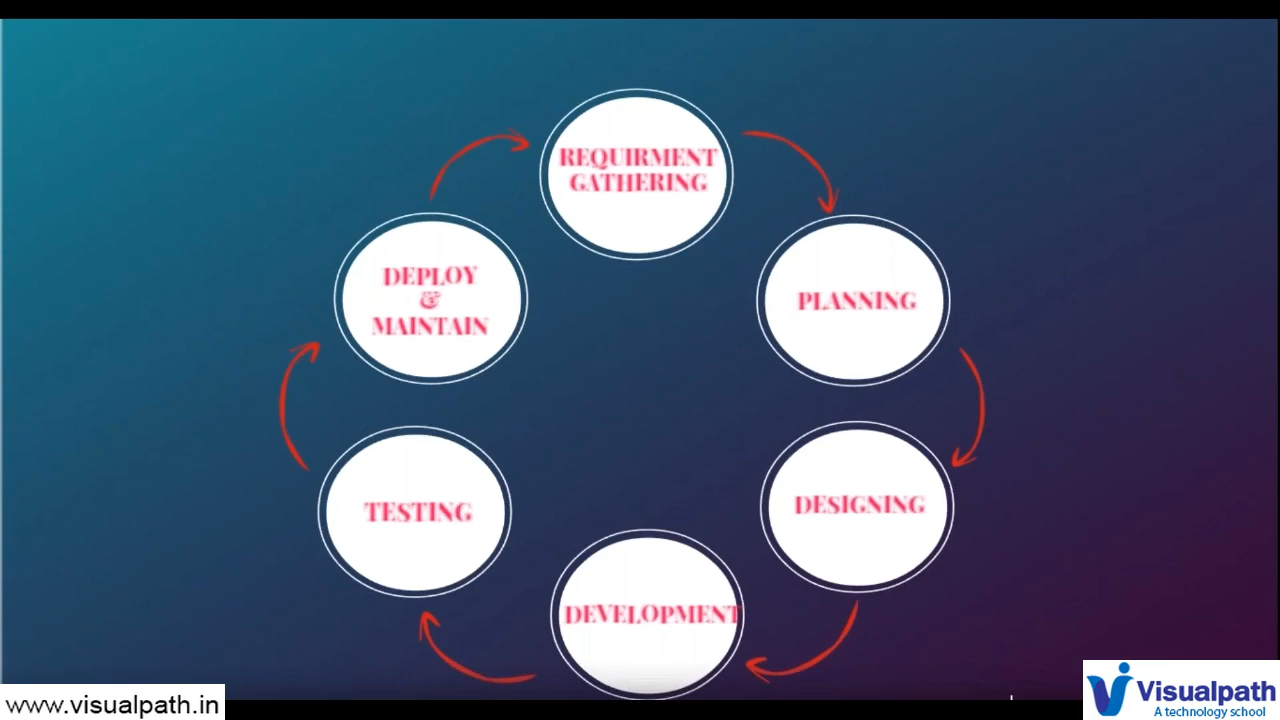 REQUIRMENT
GATHERING
PLANNING
DESIGNING
DEVELOPMENT
TESTING
DEPLOY
&
MAINTAIN
www.visualpath.in
Visualpath
A technology school